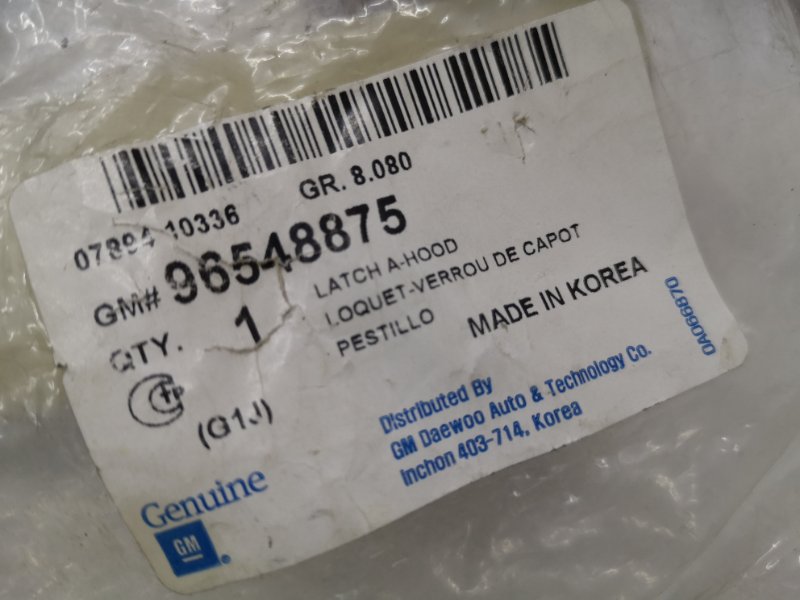 GR. 8.080
07894 10336
GM# 96548875
QTY. 1
LATCH A-HOOD
LOQUET-VERROU DE CAPOT
PESTILLO
MADE IN KOREA
(G1J)
Distributed By
GM Daewoo Auto & Technology Co.
Inchon 403-714, Korea
0A066870
Genuine
GM